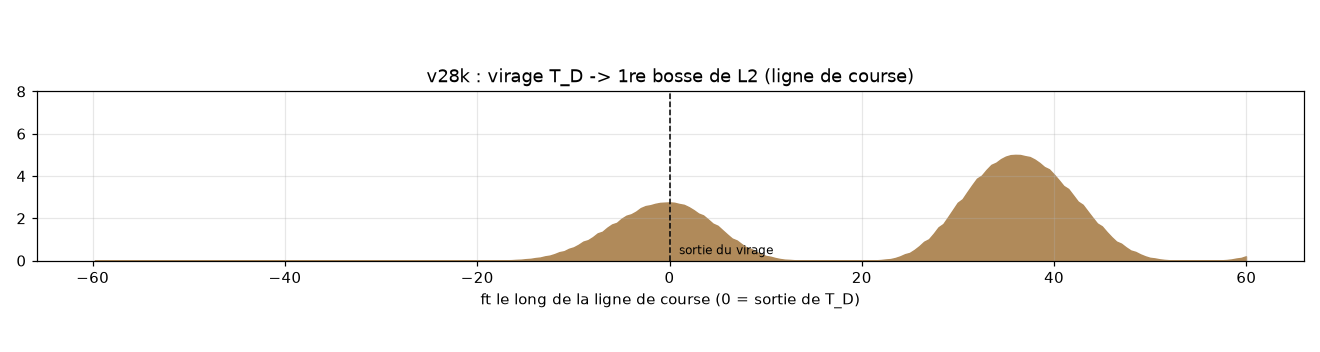 v28k : virage T_D -> 1re bosse de L2 (ligne de course)
8
6
4
2
0
sortie du virage
−60 −40 −20 0 20 40 60
ft le long de la ligne de course (0 = sortie de T_D)